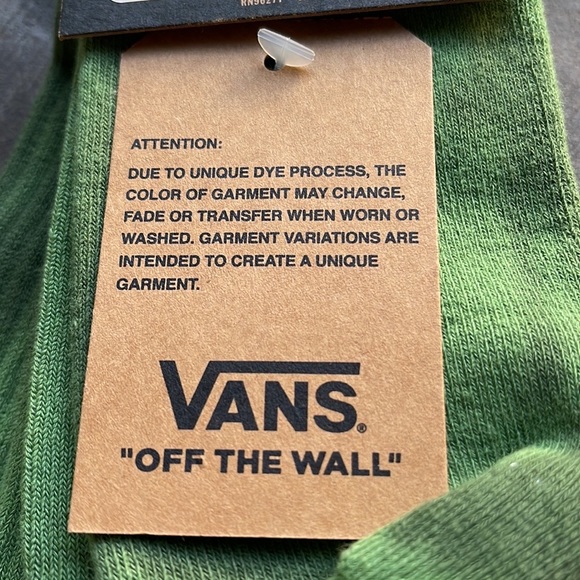 ATTENTION:
DUE TO UNIQUE DYE PROCESS, THE
COLOR OF GARMENT MAY CHANGE,
FADE OR TRANSFER WHEN WORN OR
WASHED. GARMENT VARIATIONS ARE
INTENDED TO CREATE A UNIQUE
GARMENT.
VANS®
"OFF THE WALL"